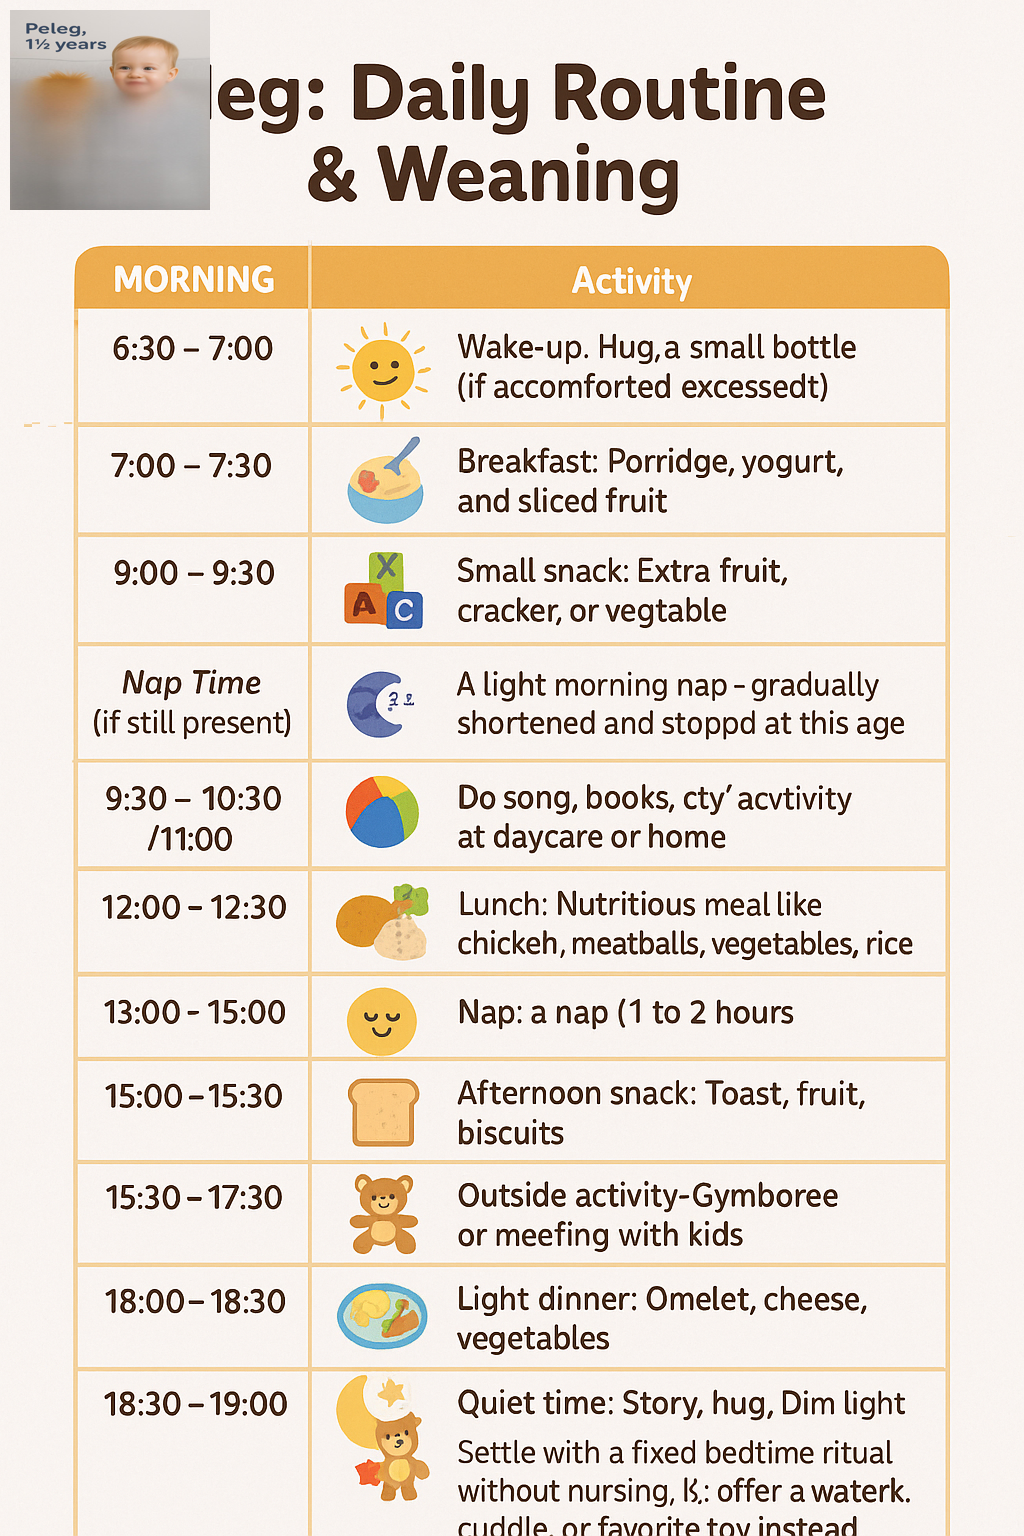 Peleg,
1½ years
leg: Daily Routine
& Weaning
MORNING
Activity
6:30 – 7:00
Wake-up. Hug, a small bottle
(if accomforted excessedt)
7:00 – 7:30
Breakfast: Porridge, yogurt,
and sliced fruit
9:00 – 9:30
X
A C
Small snack: Extra fruit,
cracker, or vegtable
Nap Time
(if still present)
A light morning nap - gradually
shortened and stoppd at this age
9:30 – 10:30
/11:00
Do song, books, cty’ acvtivity
at daycare or home
12:00 – 12:30
Lunch: Nutritious meal like
chickeh, meatballs, vegetables, rice
13:00 - 15:00
Nap: a nap (1 to 2 hours
15:00 – 15:30
Afternoon snack: Toast, fruit,
biscuits
15:30 – 17:30
Outside activity-Gymboree
or meefing with kids
18:00 – 18:30
Light dinner: Omelet, cheese,
vegetables
18:30 – 19:00
Quiet time: Story, hug, Dim light
Settle with a fixed bedtime ritual
without nursing, offer a waterk.
cuddle, or favorite toy instead